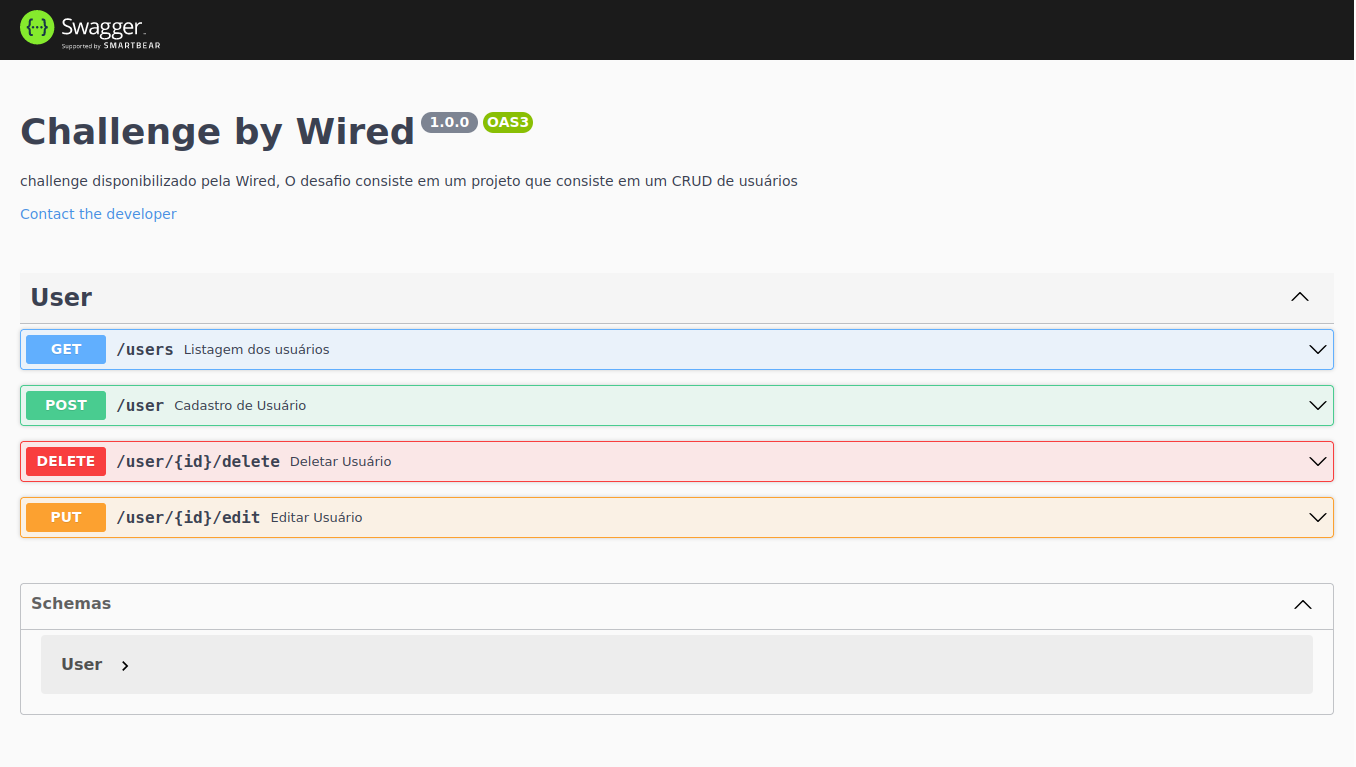 {···} Swagger™
Supported by SMARTBEAR
Challenge by Wired 1.0.0 OAS3
challenge disponibilizado pela Wired, O desafio consiste em um projeto que consiste em um CRUD de usuários
Contact the developer
User
GET /users Listagem dos usuários
POST /user Cadastro de Usuário
DELETE /user/{id}/delete Deletar Usuário
PUT /user/{id}/edit Editar Usuário
Schemas
User